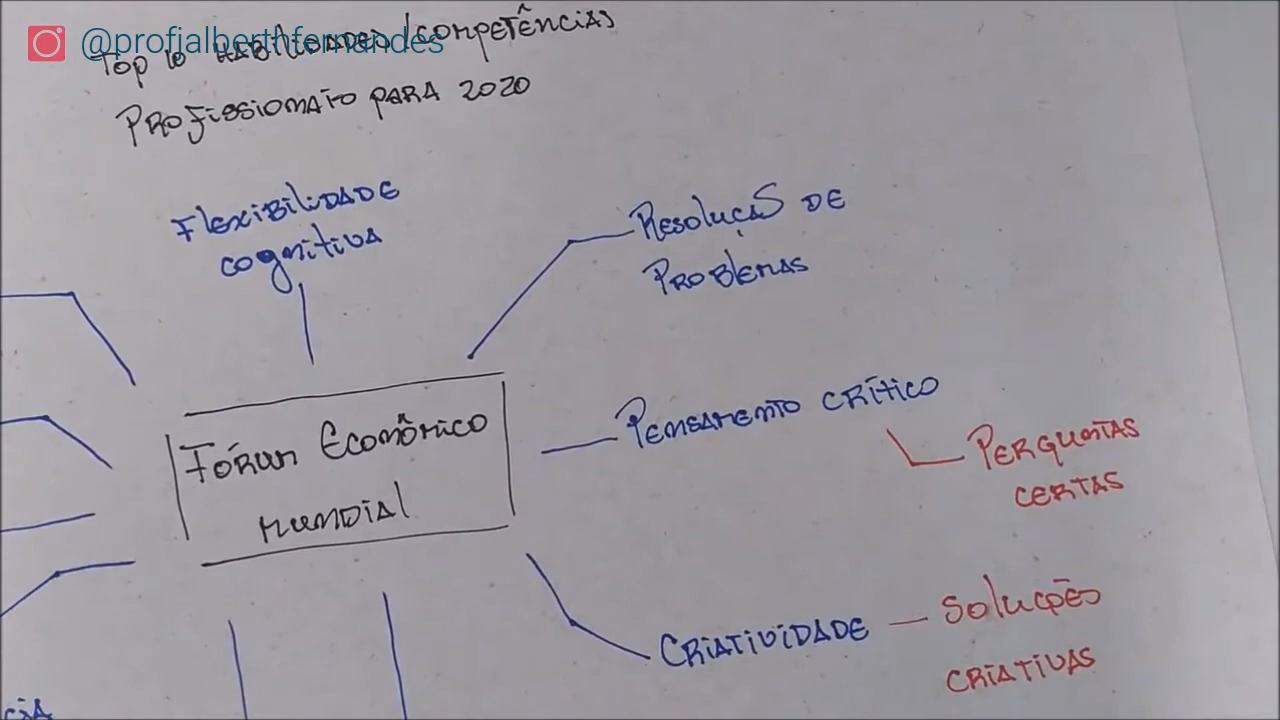 @profjalberthfernandes
Top 10 Habilidades/Competências
Profissionais para 2020
Flexibilidade
cognitiva
Resolução de
Problemas
Pensamento crítico
Perguntas
certas
Fórum Econômico
Mundial
Criatividade
Soluções
criativas